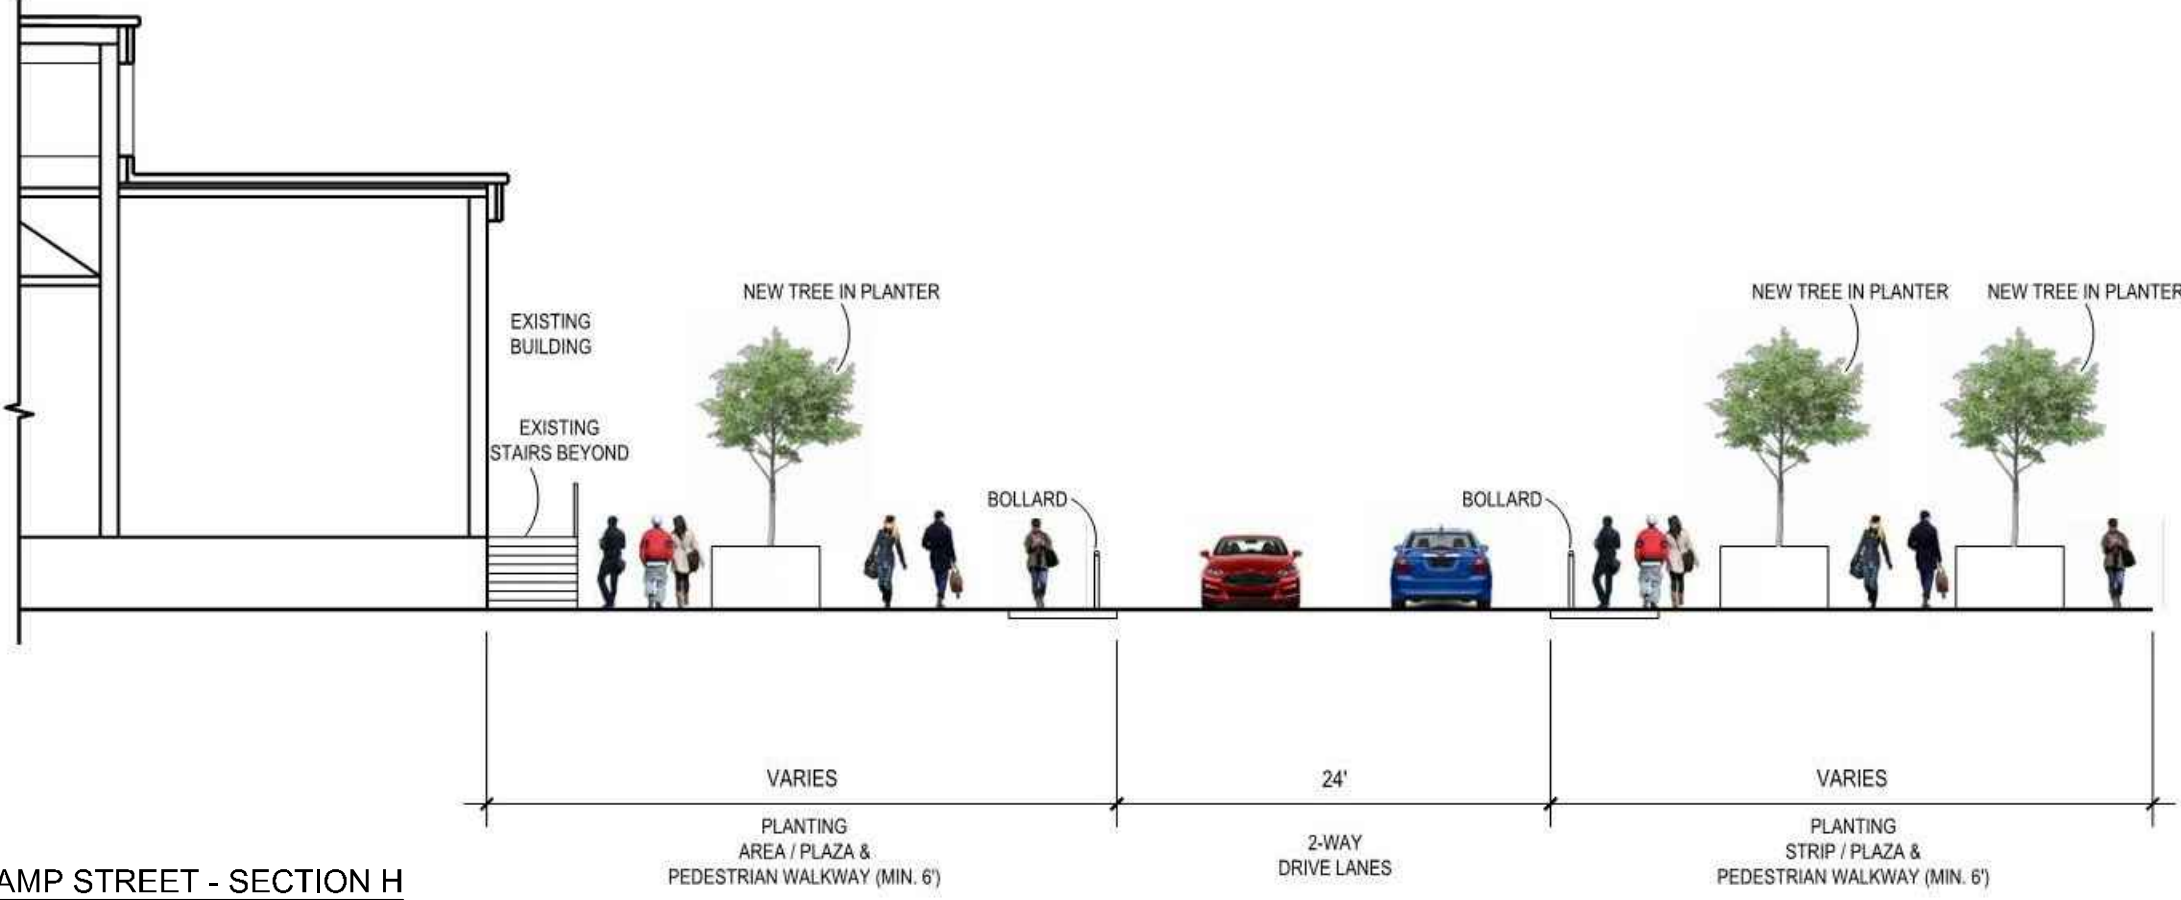 NEW TREE IN PLANTER
NEW TREE IN PLANTER
NEW TREE IN PLANTER
EXISTING
BUILDING
EXISTING
STAIRS BEYOND
BOLLARD
BOLLARD
VARIES
24'
VARIES
PLANTING
AREA / PLAZA &
PEDESTRIAN WALKWAY (MIN. 6')
2-WAY
DRIVE LANES
PLANTING
STRIP / PLAZA &
PEDESTRIAN WALKWAY (MIN. 6')
AMP STREET - SECTION H